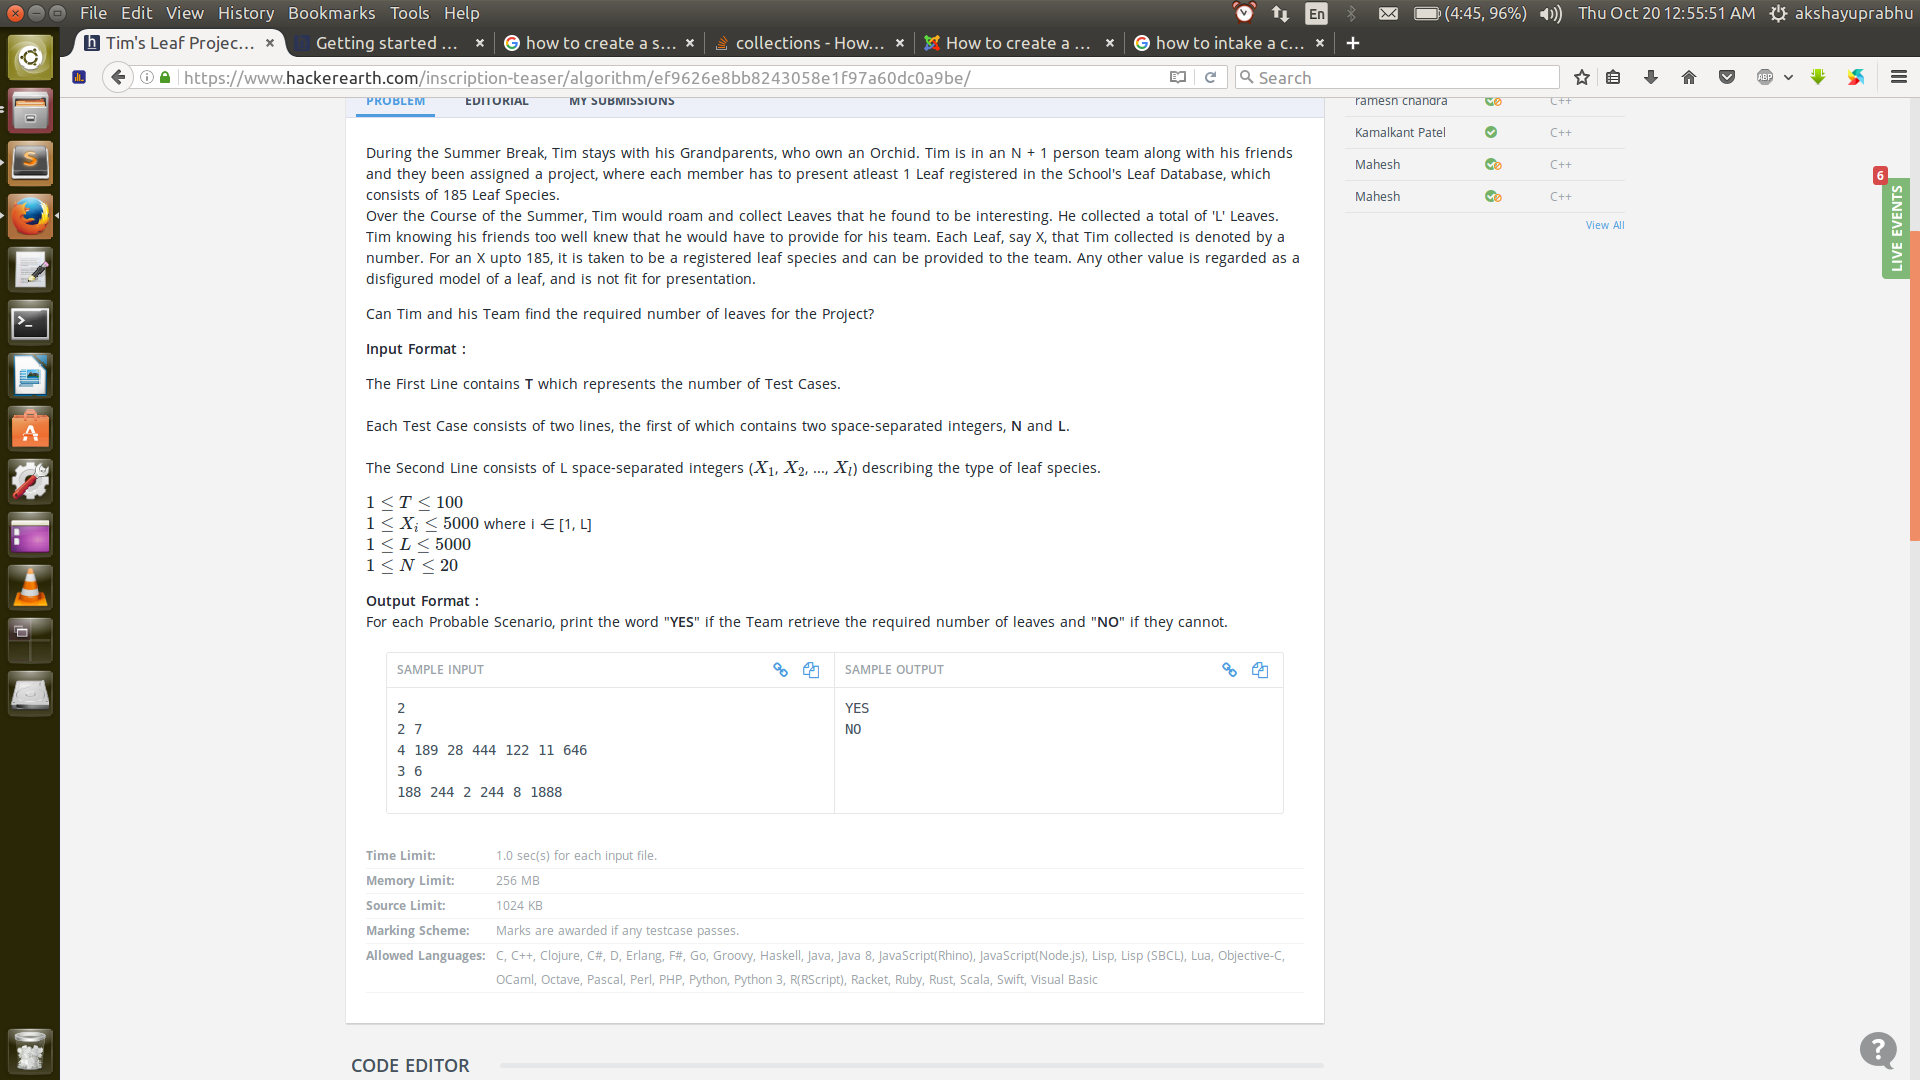 File Edit View History Bookmarks Tools Help
En (4:45, 96%) Thu Oct 20 12:55:51 AM akshayuprabhu
Tim's Leaf Projec... × Getting started ... × how to create a s... × collections - How... × How to create a ... × how to intake a c... ×
https://www.hackerearth.com/inscription-teaser/algorithm/ef9626e8bb8243058e1f97a60dc0a9be/ Search ABP
PROBLEM EDITORIAL MY SUBMISSIONS
During the Summer Break, Tim stays with his Grandparents, who own an Orchid. Tim is in an N + 1 person team along with his friends
and they been assigned a project, where each member has to present atleast 1 Leaf registered in the School's Leaf Database, which
consists of 185 Leaf Species.
Over the Course of the Summer, Tim would roam and collect Leaves that he found to be interesting. He collected a total of 'L' Leaves.
Tim knowing his friends too well knew that he would have to provide for his team. Each Leaf, say X, that Tim collected is denoted by a
number. For an X upto 185, it is taken to be a registered leaf species and can be provided to the team. Any other value is regarded as a
disfigured model of a leaf, and is not fit for presentation.
Can Tim and his Team find the required number of leaves for the Project?
Input Format :
The First Line contains T which represents the number of Test Cases.
Each Test Case consists of two lines, the first of which contains two space-separated integers, N and L.
The Second Line consists of L space-separated integers (X1, X2, ..., Xl) describing the type of leaf species.
1 ≤ T ≤ 100
1 ≤ Xi ≤ 5000 where i ∈ [1, L]
1 ≤ L ≤ 5000
1 ≤ N ≤ 20
Output Format :
For each Probable Scenario, print the word "YES" if the Team retrieve the required number of leaves and "NO" if they cannot.
SAMPLE INPUT
2
2 7
4 189 28 444 122 11 646
3 6
188 244 2 244 8 1888
SAMPLE OUTPUT
YES
NO
Time Limit: 1.0 sec(s) for each input file.
Memory Limit: 256 MB
Source Limit: 1024 KB
Marking Scheme: Marks are awarded if any testcase passes.
Allowed Languages: C, C++, Clojure, C#, D, Erlang, F#, Go, Groovy, Haskell, Java, Java 8, JavaScript(Rhino), JavaScript(Node.js), Lisp, Lisp (SBCL), Lua, Objective-C,
OCaml, Octave, Pascal, Perl, PHP, Python, Python 3, R(RScript), Racket, Ruby, Rust, Scala, Swift, Visual Basic
CODE EDITOR
ramesh chandra C++
Kamalkant Patel C++
Mahesh C++
Mahesh C++
View All
6
LIVE EVENTS
?